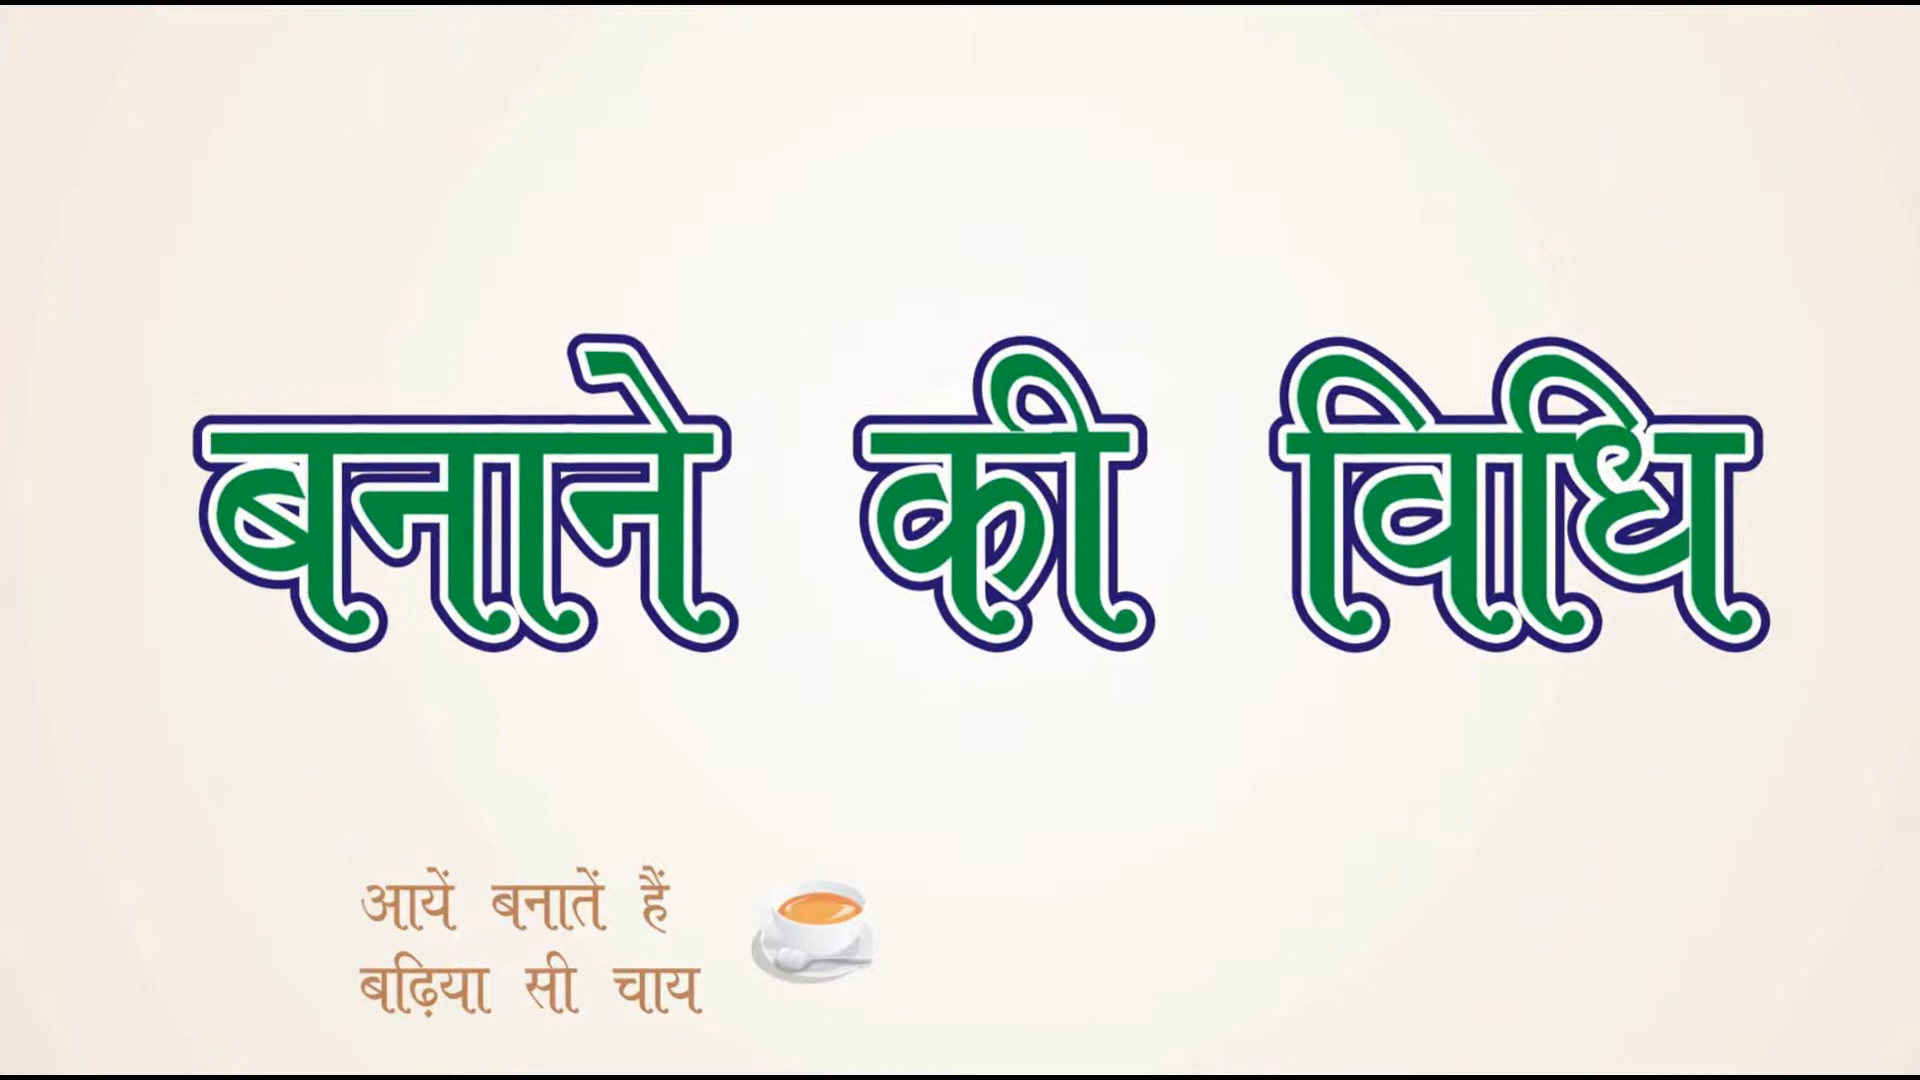 बनाने की विधि
आयें बनातें हैं
बढ़िया सी चाय